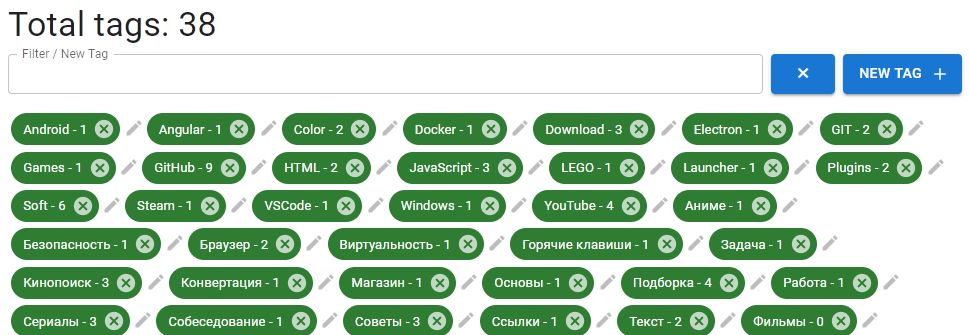 Total tags: 38
Filter / New Tag
NEW TAG
Android - 1 Angular - 1 Color - 2 Docker - 1 Download - 3 Electron - 1 GIT - 2
Games - 1 GitHub - 9 HTML - 2 JavaScript - 3 LEGO - 1 Launcher - 1 Plugins - 2
Soft - 6 Steam - 1 VSCode - 1 Windows - 1 YouTube - 4 Аниме - 1
Безопасность - 1 Браузер - 2 Виртуальность - 1 Горячие клавиши - 1 Задача - 1
Кинопоиск - 3 Конвертация - 1 Магазин - 1 Основы - 1 Подборка - 4 Работа - 1
Сериалы - 3 Собеседование - 1 Советы - 3 Ссылки - 1 Текст - 2 Фильмы - 0